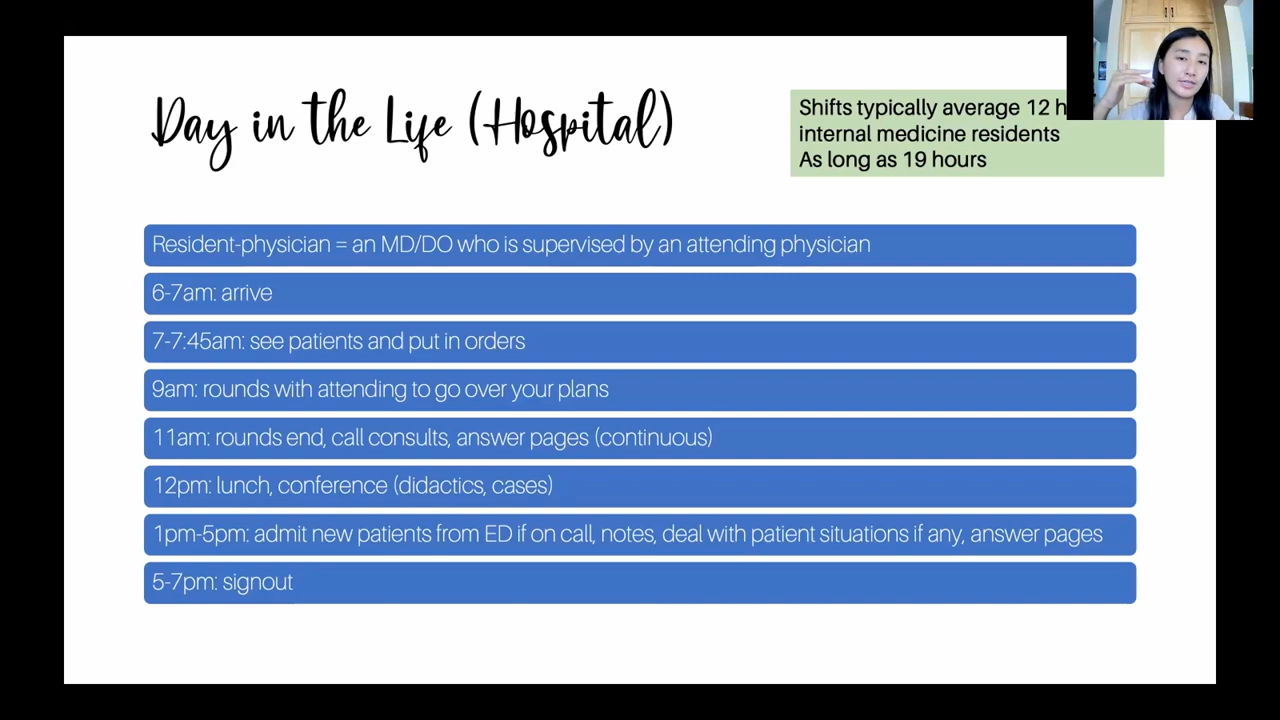 Day in the Life (Hospital)
Shifts typically average 12
internal medicine residents
As long as 19 hours
Resident-physician = an MD/DO who is supervised by an attending physician
6-7am: arrive
7-7:45am: see patients and put in orders
9am: rounds with attending to go over your plans
11am: rounds end, call consults, answer pages (continuous)
12pm: lunch, conference (didactics, cases)
1pm-5pm: admit new patients from ED if on call, notes, deal with patient situations if any, answer pages
5-7pm: signout